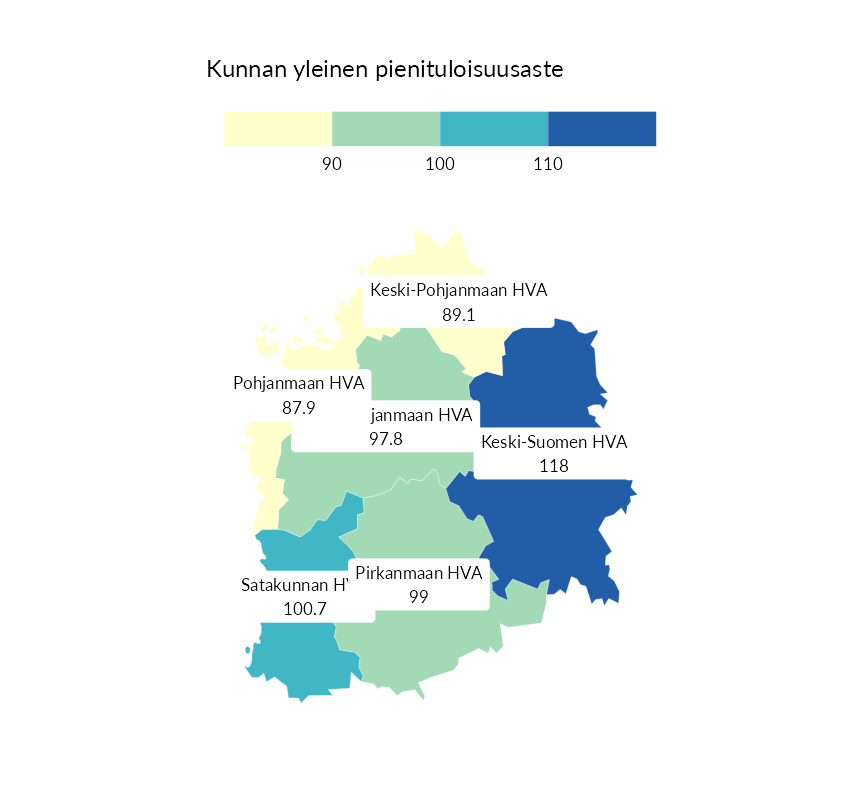 Kunnan yleinen pienituloisuusaste
90
100
110
Keski-Pohjanmaan HVA
89.1
Pohjanmaan HVA
87.9
janmaan HVA
97.8
Keski-Suomen HVA
118
Pirkanmaan HVA
99
Satakunnan HV
100.7